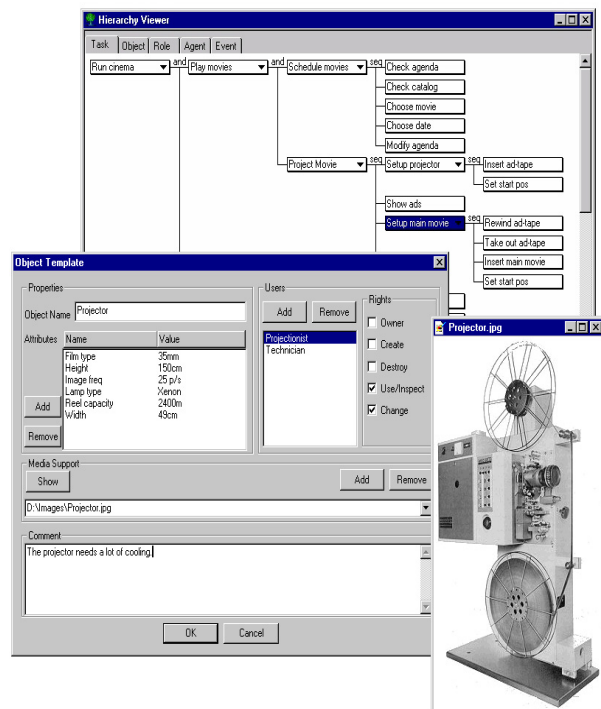 Hierarchy Viewer
Task Object Role Agent Event
Run cinema and Play movies and Schedule movies seq Check agenda
Check catalog
Choose movie
Choose date
Modify agenda
Project Movie seq Setup projector seq Insert ad-tape
Set start pos
Show ads
Setup main movie seq Rewind ad-tape
Take out ad-tape
Insert main movie
Set start pos
Object Template
Properties
Object Name Projector
Attributes Name Value
Film type 35mm
Height 150cm
Image freq 25 p/s
Lamp type Xenon
Reel capacity 2400m
Width 49cm
Add
Remove
Users
Add Remove
Projectionist
Technician
Rights
Owner
Create
Destroy
Use/Inspect
Change
Media Support
Show Add Remove
D:\Images\Projector.jpg
Comment
The projector needs a lot of cooling.
OK Cancel
Projector.jpg